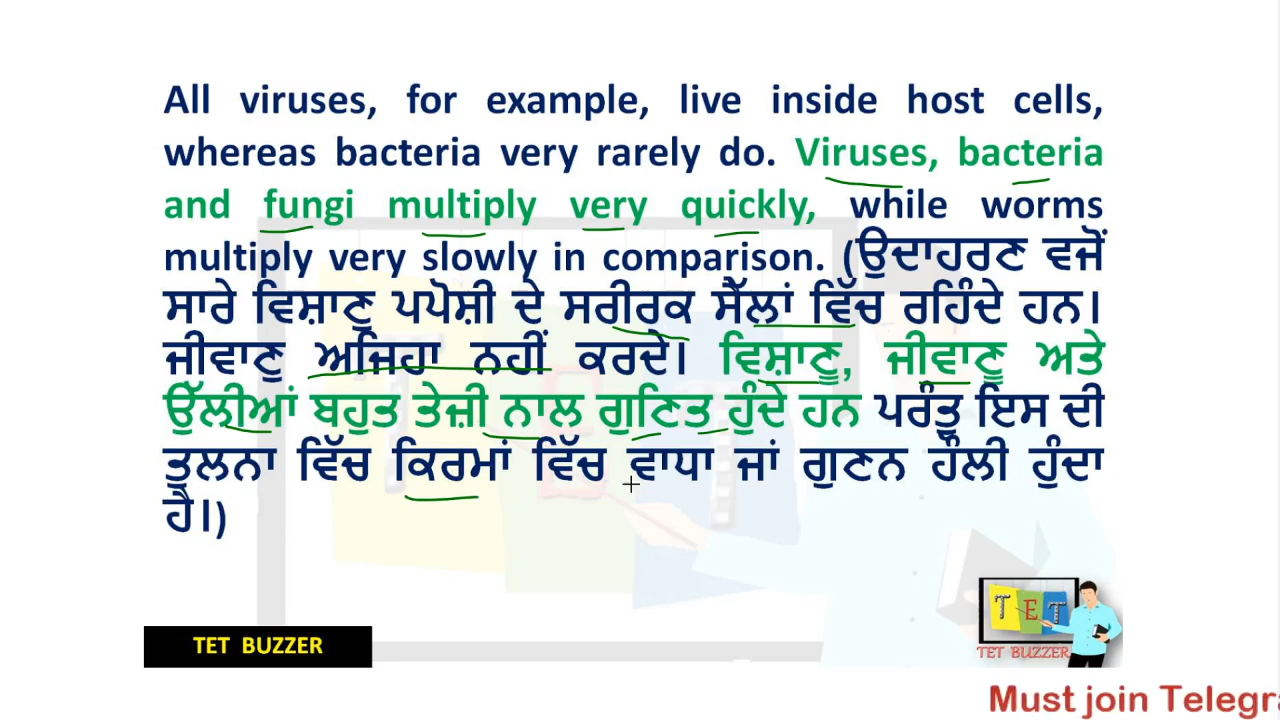 All viruses, for example, live inside host cells,
whereas bacteria very rarely do. Viruses, bacteria
and fungi multiply very quickly, while worms
multiply very slowly in comparison. (ਉਦਾਹਰਣ ਵਜੋਂ
ਸਾਰੇ ਵਿਸ਼ਾਣੂ ਪਪੋਸ਼ੀ ਦੇ ਸਰੀਰਕ ਸੈੱਲਾਂ ਵਿੱਚ ਰਹਿੰਦੇ ਹਨ।
ਜੀਵਾਣੂ ਅਜਿਹਾ ਨਹੀਂ ਕਰਦੇ। ਵਿਸ਼ਾਣੂ, ਜੀਵਾਣੂ ਅਤੇ
ਉੱਲੀਆਂ ਬਹੁਤ ਤੇਜ਼ੀ ਨਾਲ ਗੁਣਿਤ ਹੁੰਦੇ ਹਨ ਪਰੰਤੂ ਇਸ ਦੀ
ਤੁਲਨਾ ਵਿੱਚ ਕਿਰਮਾਂ ਵਿੱਚ ਵਾਧਾ ਜਾਂ ਗੁਣਨ ਹੌਲੀ ਹੁੰਦਾ
ਹੈ।)
TET BUZZER
TET
TET BUZZER
Must join Telegra